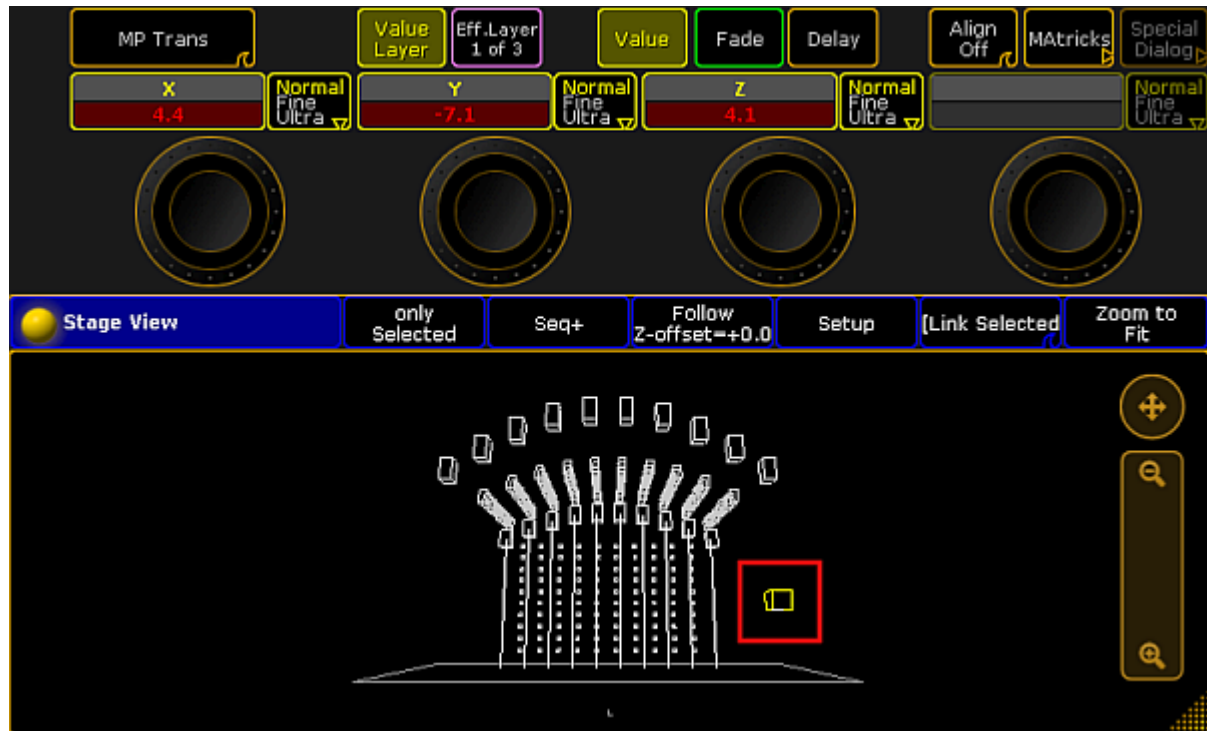 MP Trans
Value
Layer
Eff.Layer
1 of 3
Value
Fade
Delay
Align
Off
MAtricks
Special
Dialog
X
4.4
Normal
Fine
Ultra
Y
-7.1
Normal
Fine
Ultra
Z
4.1
Normal
Fine
Ultra
Normal
Fine
Ultra
Stage View
only
Selected
Seq+
Follow
Z-offset=+0.0
Setup
[Link Selected
Zoom to
Fit